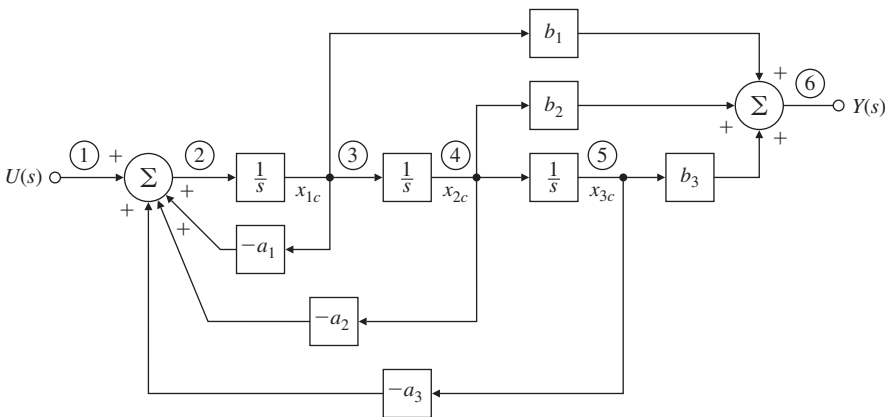 b₁
+
⑥
b₂
Σ
Y(s)
+
+
①
+
②
③
④
⑤
U(s)
Σ
1/s
1/s
1/s
b₃
x₁c
x₂c
x₃c
+
+
+
−a₁
−a₂
−a₃